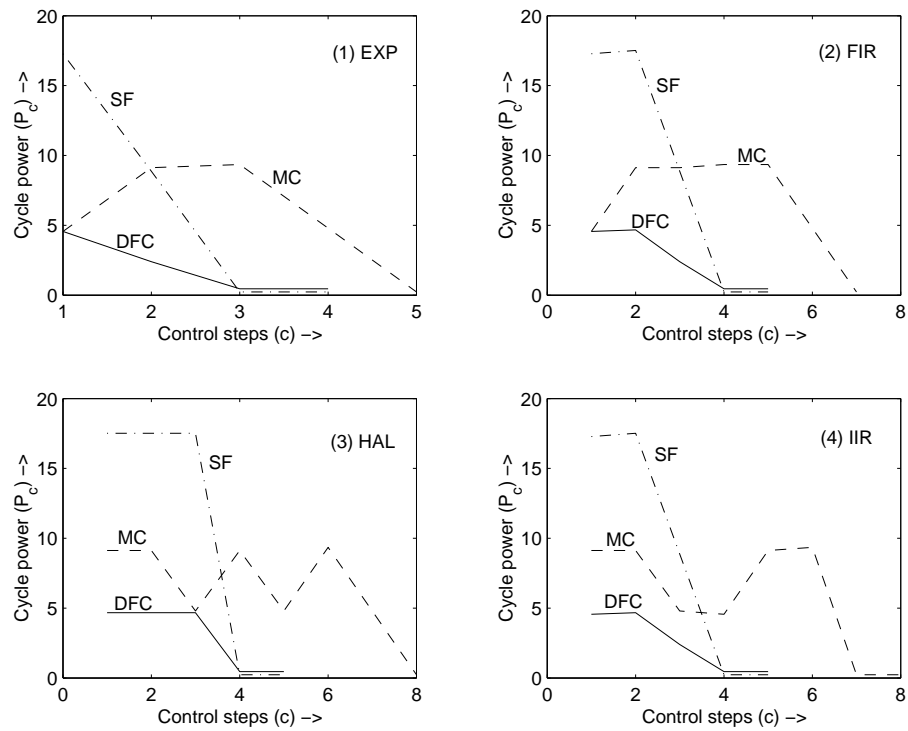 (1) EXP
SF
MC
DFC
Cycle power (P_c) −>
0
5
10
15
20
1
2
3
4
5
Control steps (c) −>
(2) FIR
SF
MC
DFC
Cycle power (P_c) −>
0
5
10
15
20
0
2
4
6
8
Control steps (c) −>
(3) HAL
SF
MC
DFC
Cycle power (P_c) −>
0
5
10
15
20
0
2
4
6
8
Control steps (c) −>
(4) IIR
SF
MC
DFC
Cycle power (P_c) −>
0
5
10
15
20
0
2
4
6
8
Control steps (c) −>